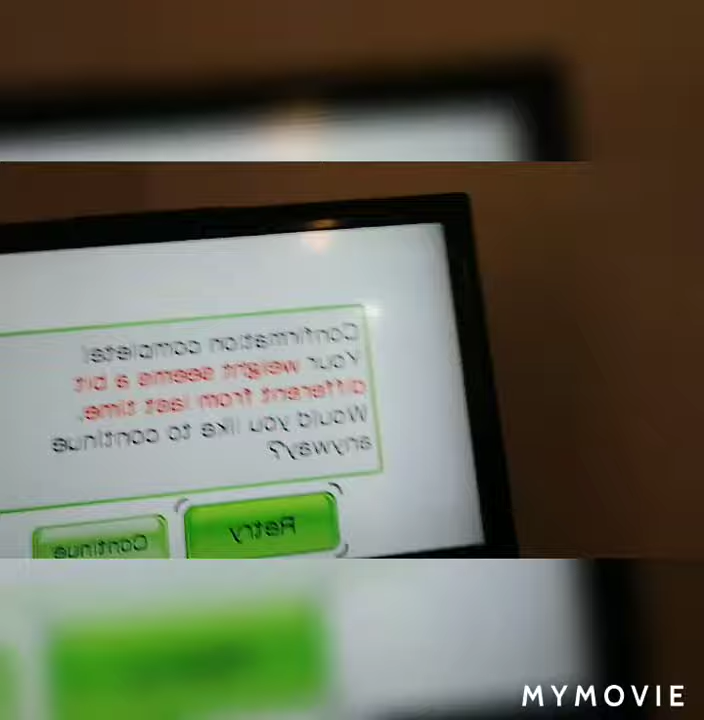 Confirmation complete!
Your weight seems a bit
different from last time.
Would you like to continue
anyway?
Retry
Continue
MYMOVIE